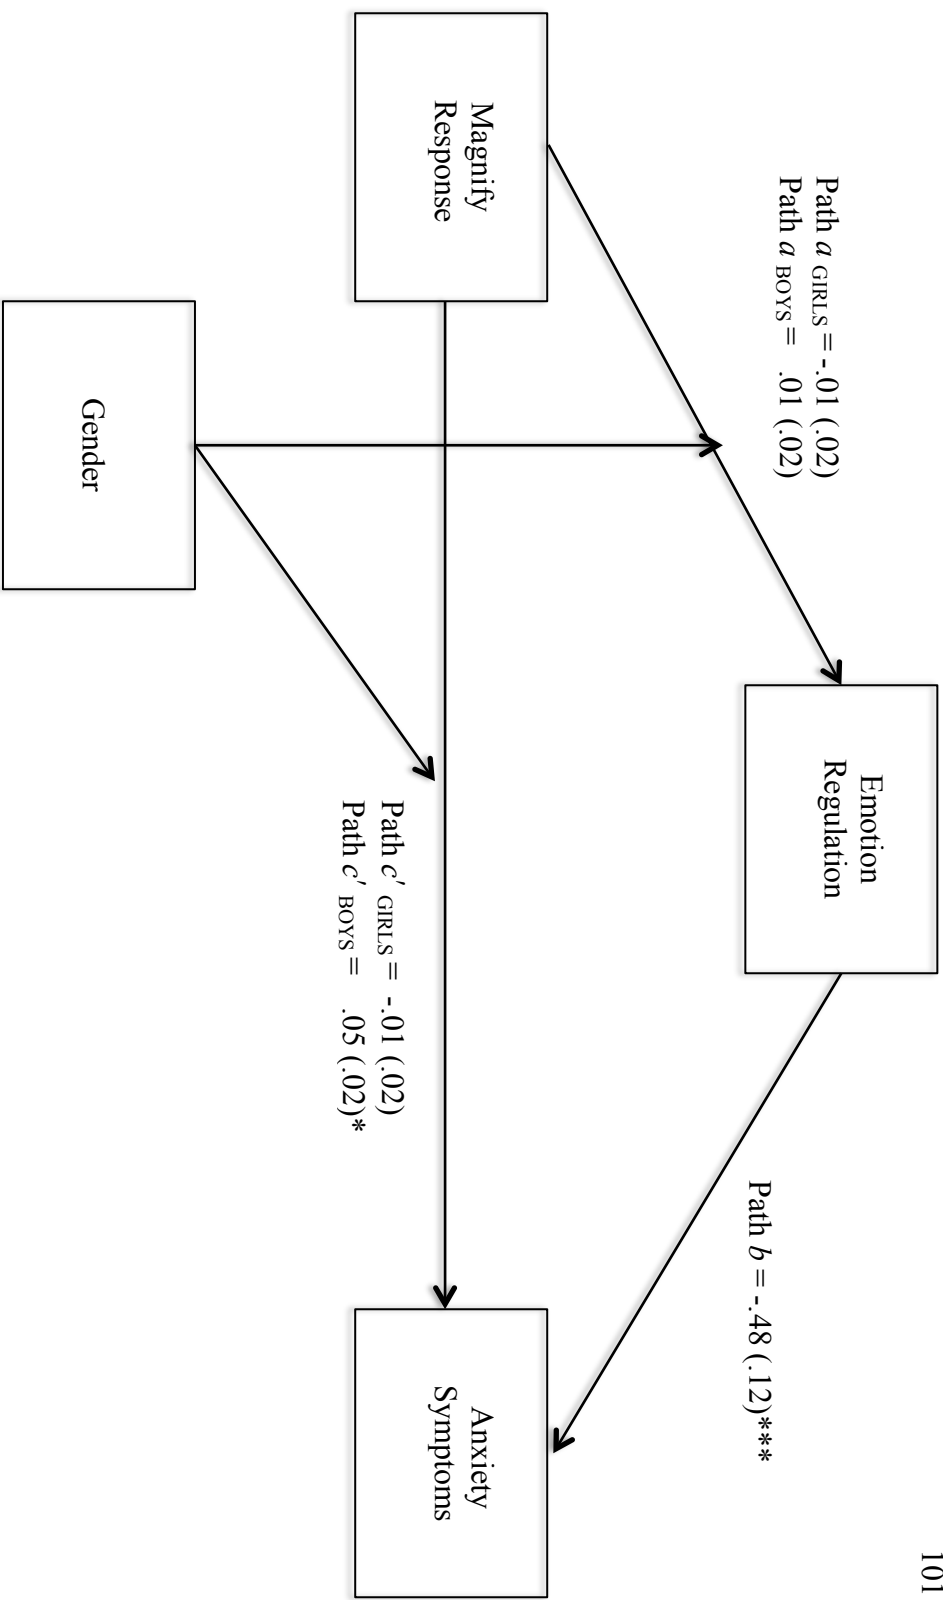 101
Path a GIRLS = -.01 (.02)
Path a BOYS = .01 (.02)
Emotion
Regulation
Path b = -.48 (.12)***
Magnify
Response
Anxiety
Symptoms
Path c′ GIRLS = -.01 (.02)
Path c′ BOYS = .05 (.02)*
Gender